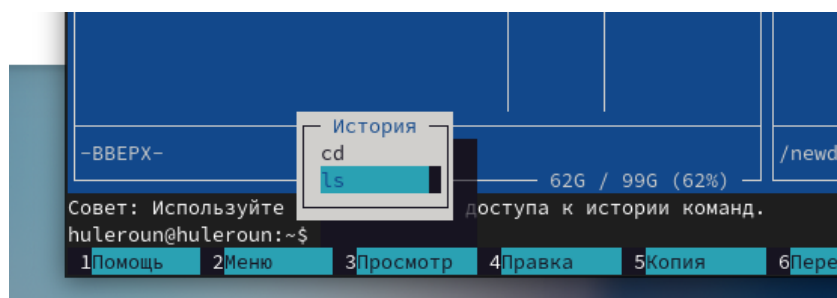 История
cd
-ВВЕРХ-
ls
62G / 99G (62%)
/newd
Совет: Используйте доступа к истории команд.
huleroun@huleroun:~$
1Помощь 2Меню 3Просмотр 4Правка 5Копия 6Пере